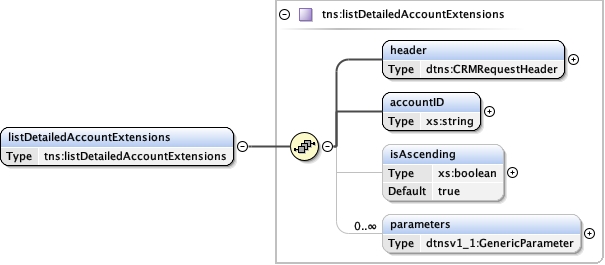 tns:listDetailedAccountExtensions
header
Type dtns:CRMRequestHeader
accountID
Type xs:string
listDetailedAccountExtensions
Type tns:listDetailedAccountExtensions
isAscending
Type xs:boolean
Default true
0..∞
parameters
Type dtnsv1_1:GenericParameter